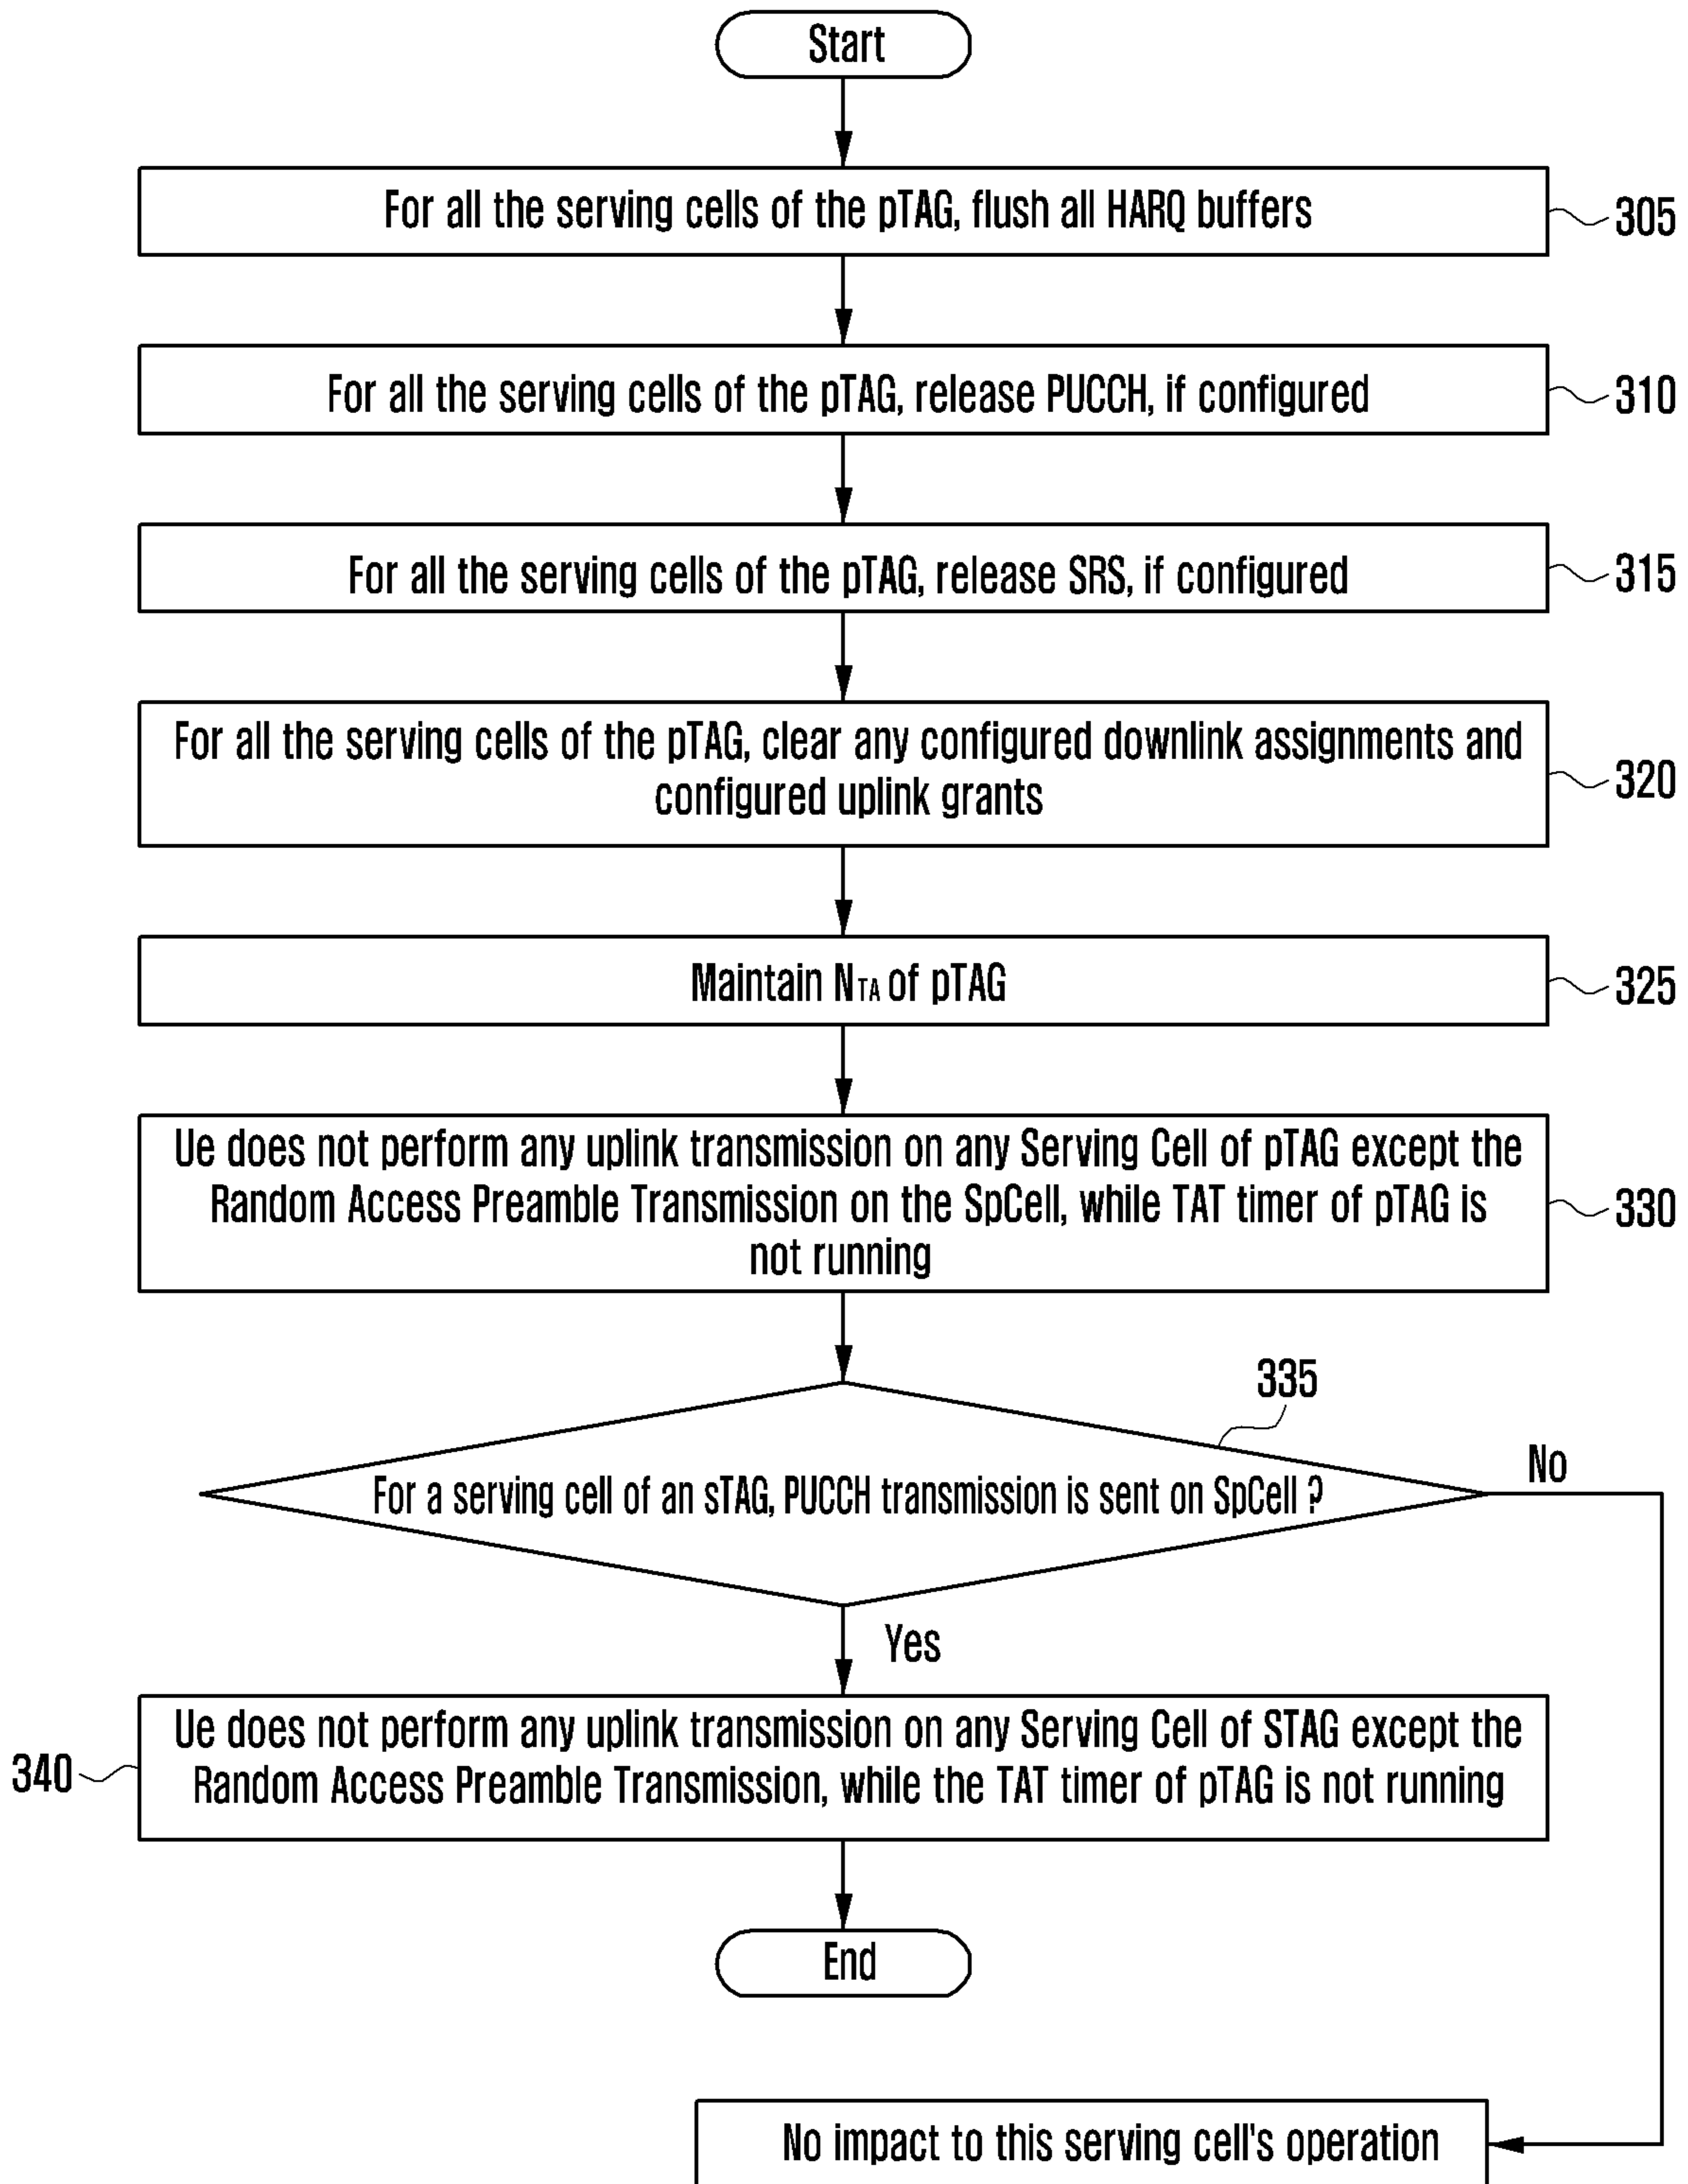 Start
For all the serving cells of the pTAG, flush all HARQ buffers
305
For all the serving cells of the pTAG, release PUCCH, if configured
310
For all the serving cells of the pTAG, release SRS, if configured
315
For all the serving cells of the pTAG, clear any configured downlink assignments and
configured uplink grants
320
Maintain NTA of pTAG
325
Ue does not perform any uplink transmission on any Serving Cell of pTAG except the
Random Access Preamble Transmission on the SpCell, while TAT timer of pTAG is
not running
330
335
For a serving cell of an sTAG, PUCCH transmission is sent on SpCell ?
No
Yes
Ue does not perform any uplink transmission on any Serving Cell of STAG except the
Random Access Preamble Transmission, while the TAT timer of pTAG is not running
340
End
No impact to this serving cell's operation